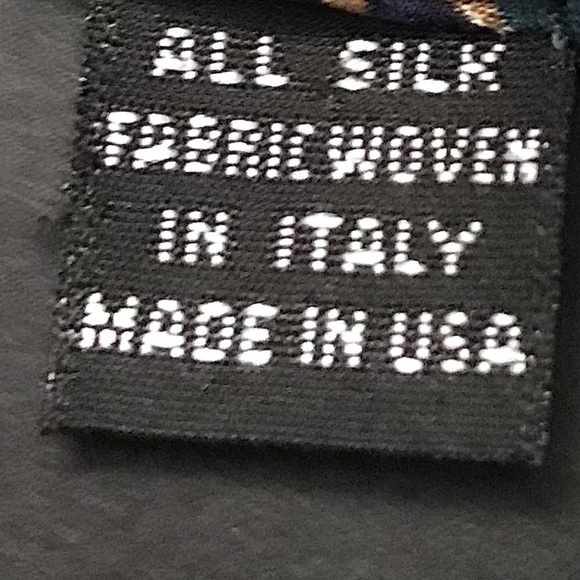 ALL SILK
FABRIC WOVEN
IN ITALY
MADE IN USA